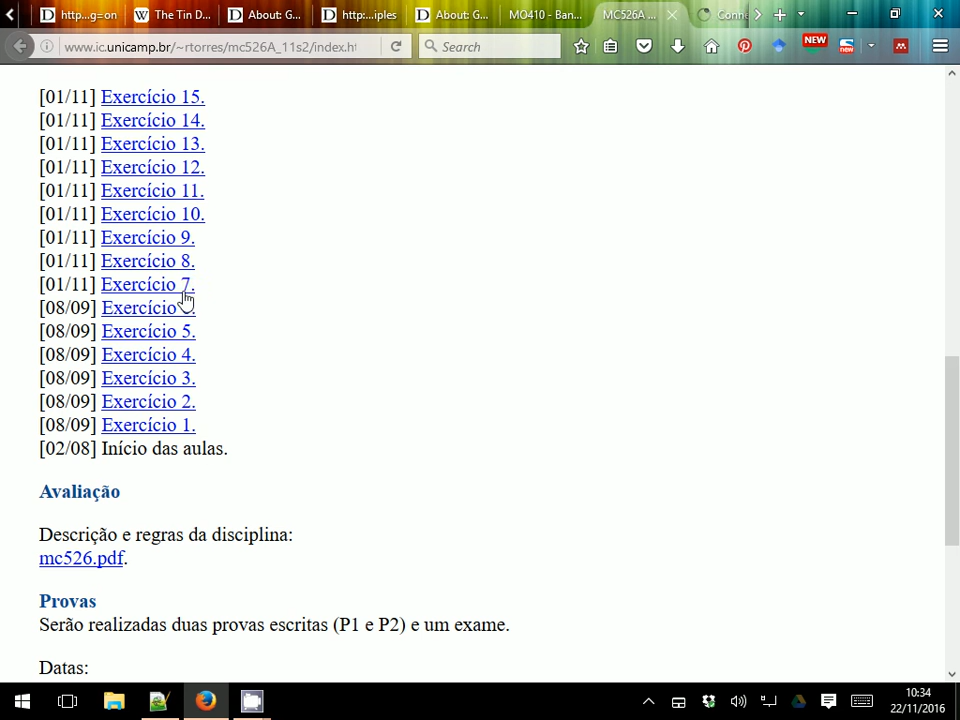 http...g=on
The Tin D...
About: G...
http:...iples
About: G...
MO410 - Ban...
MC526A ...
Conne
www.ic.unicamp.br/~rtorres/mc526A_11s2/index.ht
Search
NEW
new
[01/11] Exercício 15.
[01/11] Exercício 14.
[01/11] Exercício 13.
[01/11] Exercício 12.
[01/11] Exercício 11.
[01/11] Exercício 10.
[01/11] Exercício 9.
[01/11] Exercício 8.
[01/11] Exercício 7.
[08/09] Exercício
[08/09] Exercício 5.
[08/09] Exercício 4.
[08/09] Exercício 3.
[08/09] Exercício 2.
[08/09] Exercício 1.
[02/08] Início das aulas.
Avaliação
Descrição e regras da disciplina:
mc526.pdf.
Provas
Serão realizadas duas provas escritas (P1 e P2) e um exame.
Datas:
10:34
22/11/2016